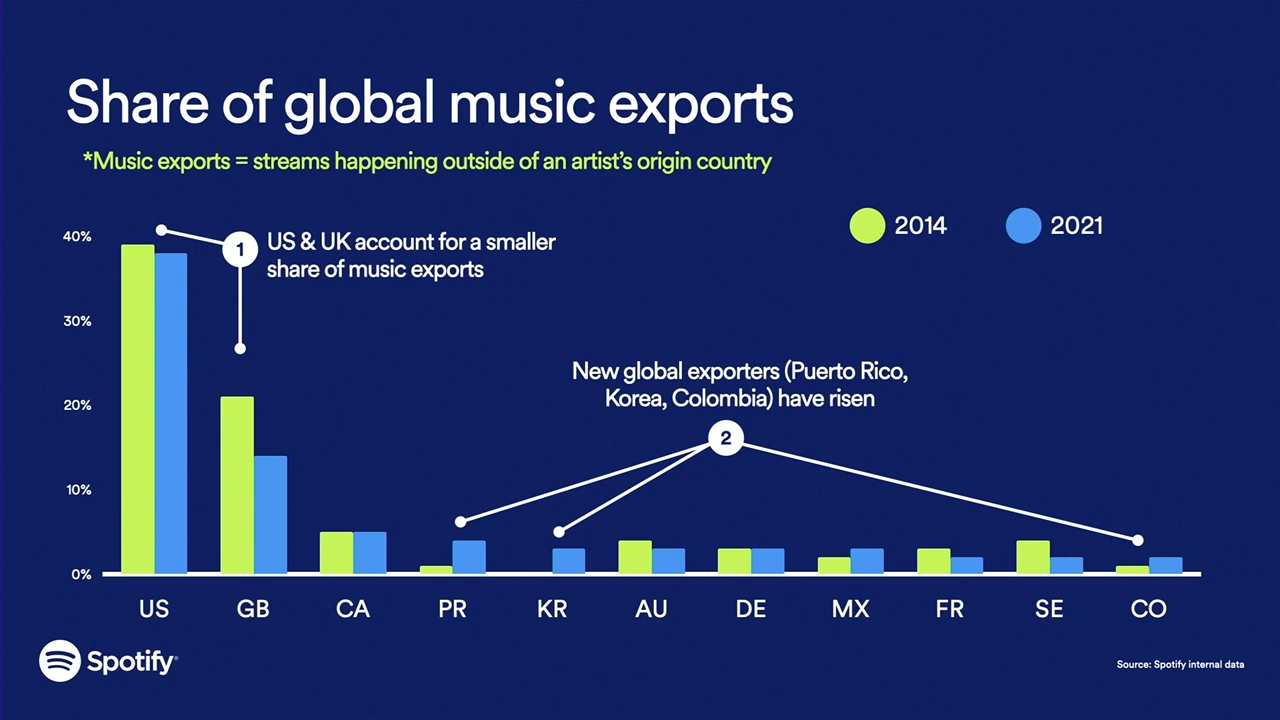 Share of global music exports
*Music exports = streams happening outside of an artist's origin country
2014
2021
40%
30%
20%
10%
0%
1
US & UK account for a smaller
share of music exports
New global exporters (Puerto Rico,
Korea, Colombia) have risen
2
US
GB
CA
PR
KR
AU
DE
MX
FR
SE
CO
Spotify
Source: Spotify internal data